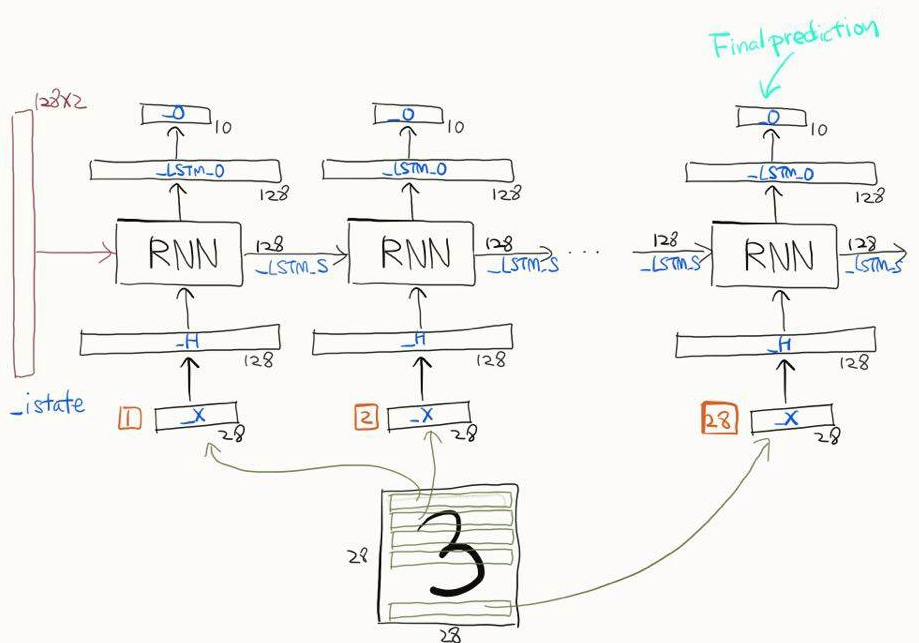 Final prediction
128x2
_O
10
_O
10
_O
10
_LSTM_O
128
_LSTM_O
128
_LSTM_O
128
RNN
128
_LSTM_S
RNN
128
_LSTM_S
...
128
_LSTM_S
RNN
128
_LSTM_S
_H
128
_H
128
_H
128
_istate
1
_X
28
2
_X
28
28
_X
28
3
28
28